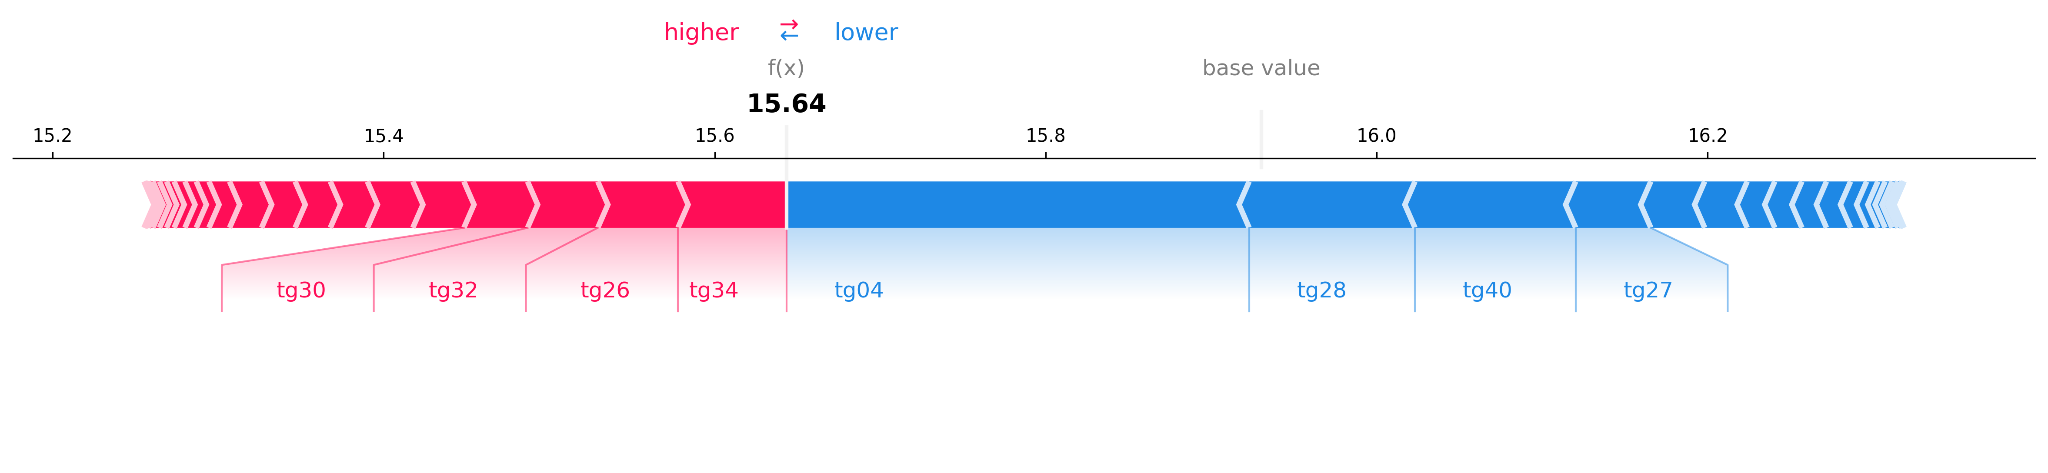 higher ⇄ lower
f(x) base value
15.64
15.2 15.4 15.6 15.8 16.0 16.2
tg30 tg32 tg26 tg34 tg04 tg28 tg40 tg27